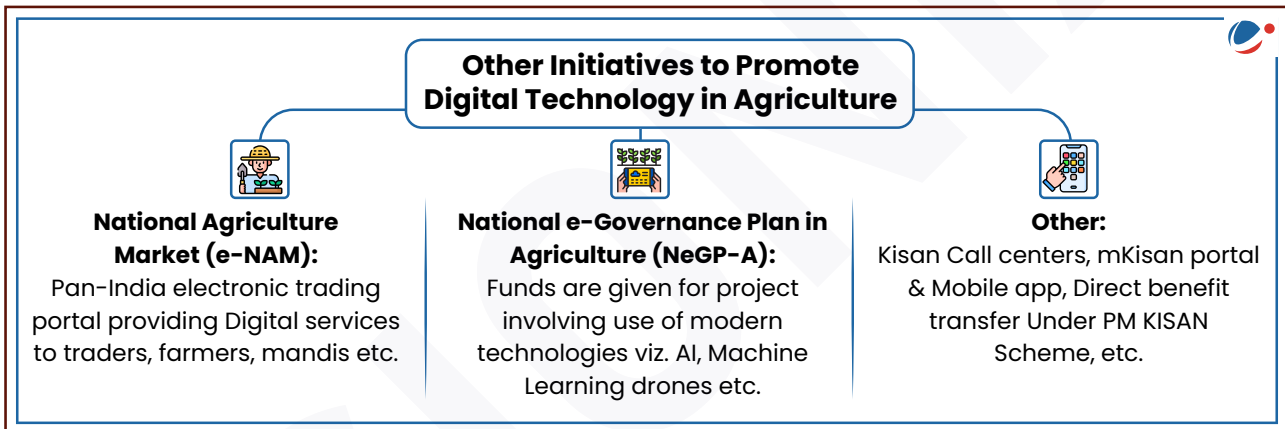 Other Initiatives to Promote
Digital Technology in Agriculture
National Agriculture
Market (e-NAM):
Pan-India electronic trading
portal providing Digital services
to traders, farmers, mandis etc.
National e-Governance Plan in
Agriculture (NeGP-A):
Funds are given for project
involving use of modern
technologies viz. AI, Machine
Learning drones etc.
Other:
Kisan Call centers, mKisan portal
& Mobile app, Direct benefit
transfer Under PM KISAN
Scheme, etc.